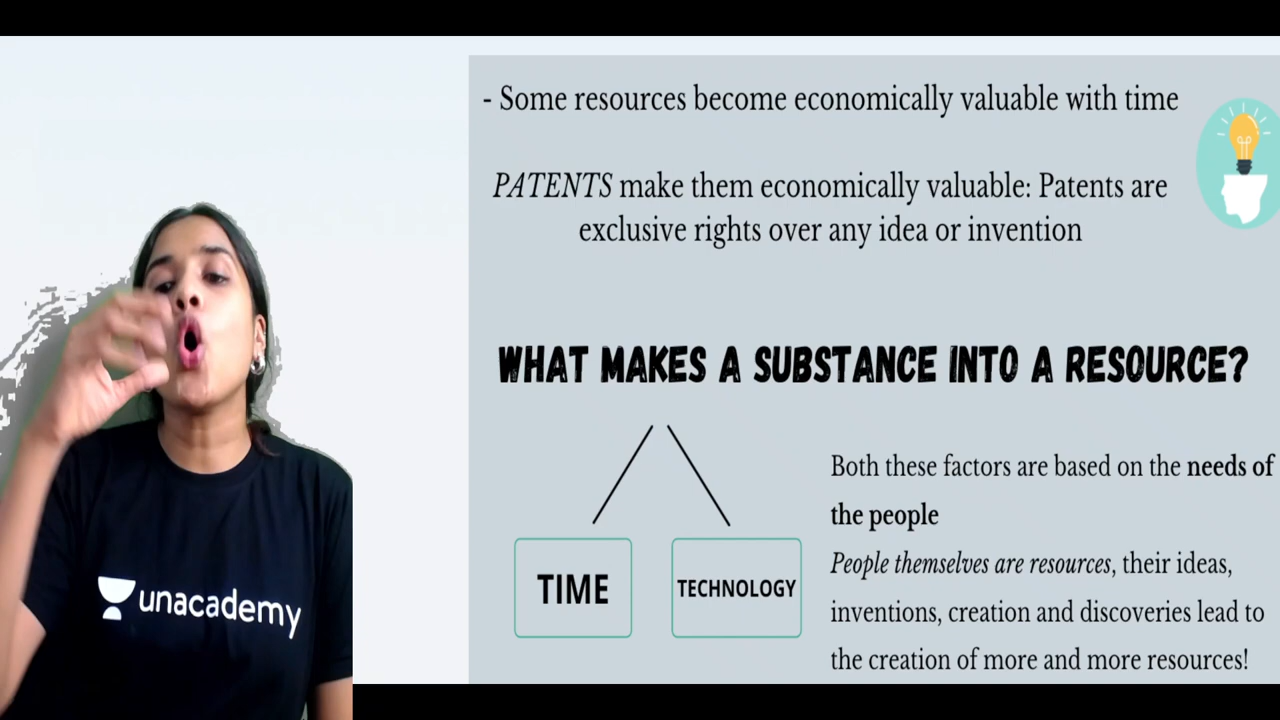 - Some resources become economically valuable with time
PATENTS make them economically valuable: Patents are
exclusive rights over any idea or invention
WHAT MAKES A SUBSTANCE INTO A RESOURCE?
Both these factors are based on the needs of
the people
TIME
TECHNOLOGY
People themselves are resources, their ideas,
inventions, creation and discoveries lead to
the creation of more and more resources!
unacademy